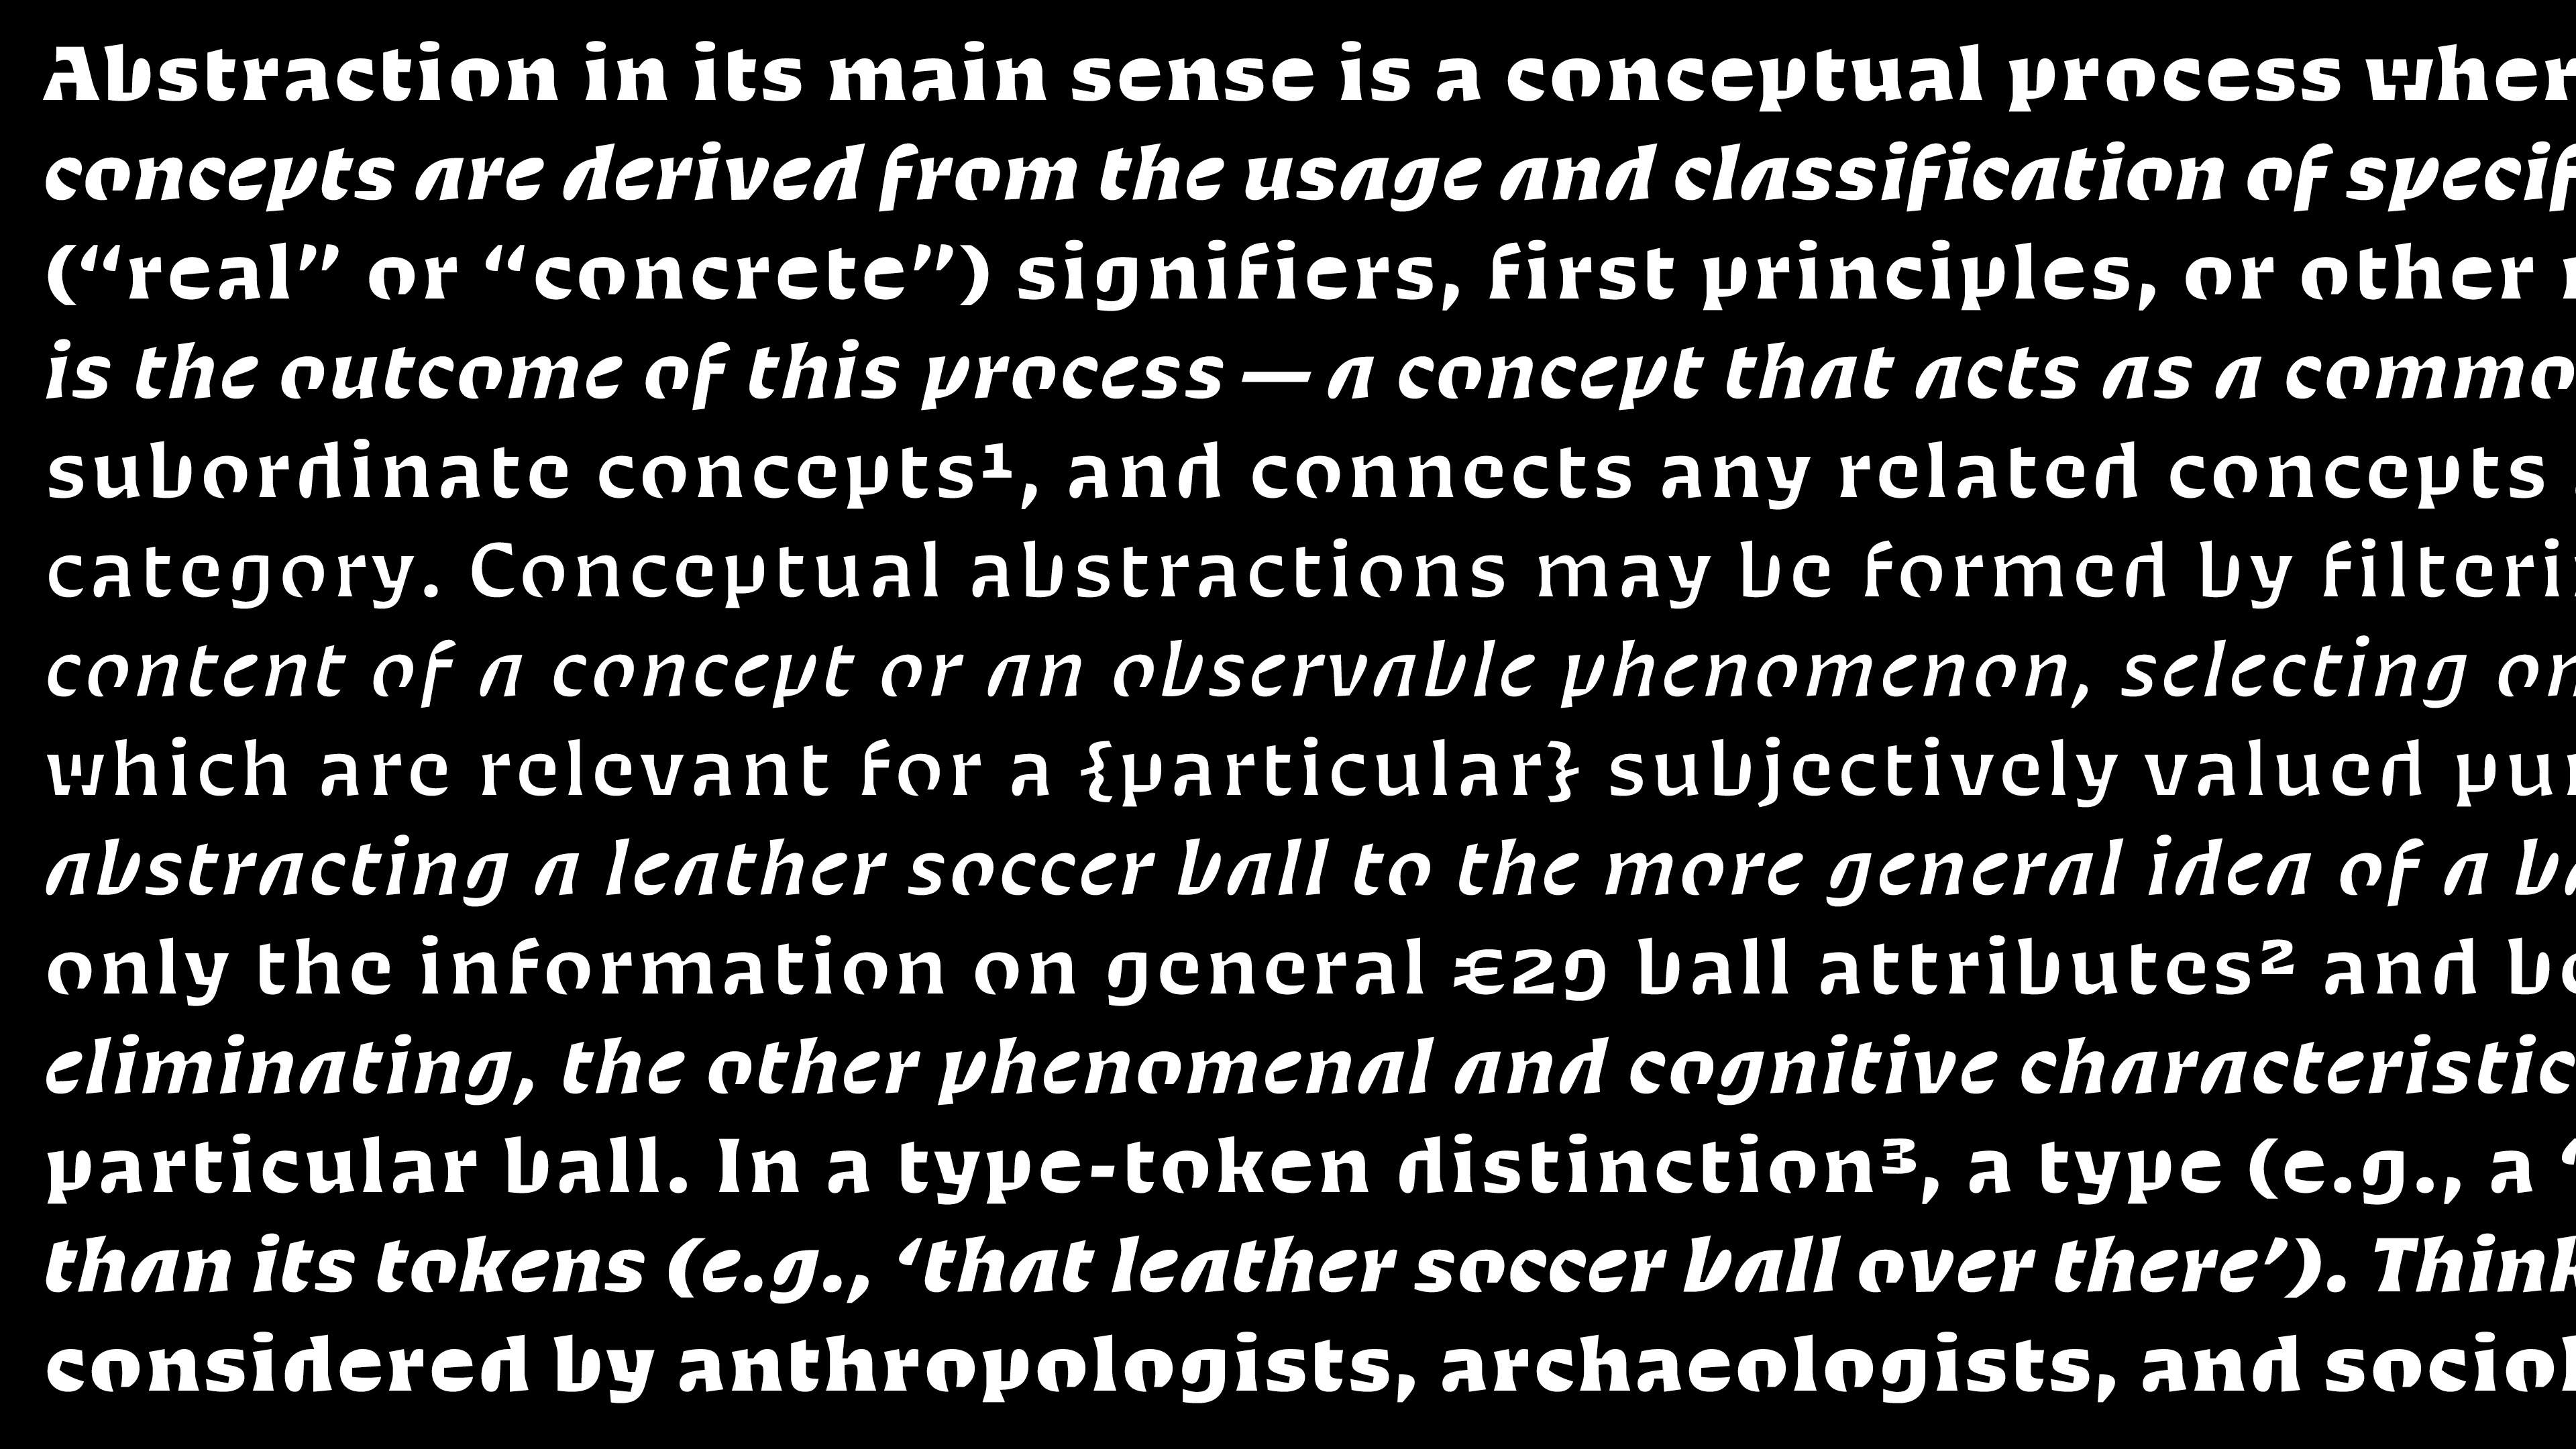 Abstraction in its main sense is a conceptual process wher
concepts are derived from the usage and classification of specif
(“real” or “concrete”) signifiers, first principles, or other
is the outcome of this process — a concept that acts as a commo
subordinate concepts¹, and connects any related concepts
category. Conceptual abstractions may be formed by filteri
content of a concept or an observable phenomenon, selecting on
which are relevant for a {particular} subjectively valued pur
abstracting a leather soccer ball to the more general idea of a ba
only the information on general €29 ball attributes² and be
eliminating, the other phenomenal and cognitive characteristic
particular ball. In a type-token distinction³, a type (e.g., a ‘
than its tokens (e.g., ‘that leather soccer ball over there’). Think
considered by anthropologists, archaeologists, and sociol